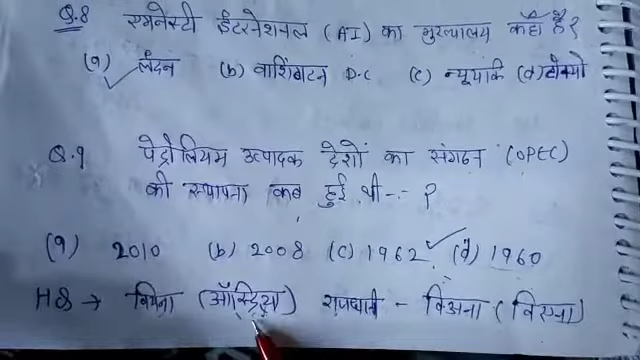 Q.8 एमनेस्टी इंटरनेशनल (AI) का मुख्यालय कहाँ है?
(a) लंदन (b) वाशिंगटन D.C (c) न्यूयार्क (d) टोक्यो
Q.9 पेट्रोलियम उत्पादक देशों का संगठन (OPEC)
की स्थापना कब हुई थी--?
(a) 2010 (b) 2008 (c) 1962 (d) 1960
HQ → वियना (ऑस्ट्रिया) राजधानी - विअना (विएना)